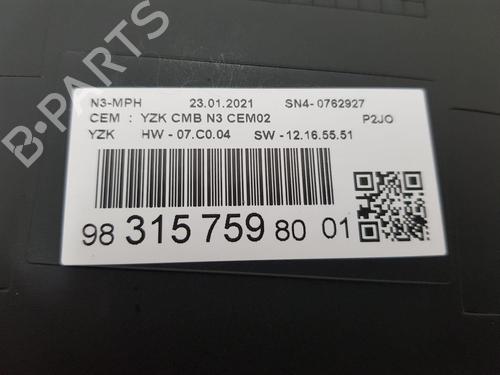 N3-MPH 23.01.2021 SN4-0762927
CEM : YZK CMB N3 CEM02 P2JO
YZK HW - 07.C0.04 SW - 12.16.55.51
98 315 759 80 01
B-PARTS